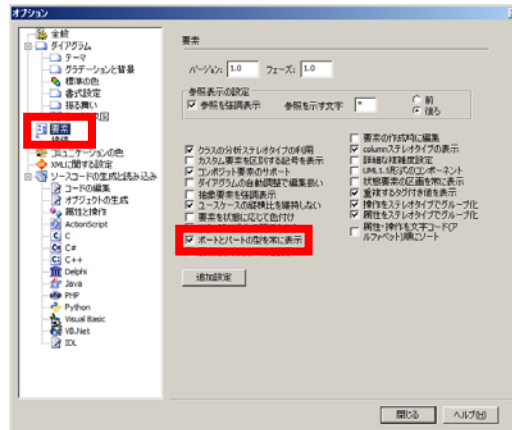 オプション
全般
ダイアグラム
テーマ
グラデーションと背景
標準の色
書式設定
振る舞い
要素
コミュニケーションの色
XMLに関する設定
ソースコードの生成と読み込み
コードの編集
オブジェクトの生成
属性と操作
ActionScript
C
C#
C++
Delphi
Java
PHP
Python
Visual Basic
VB.Net
IDL
要素
バージョン: 1.0 フェーズ: 1.0
参照表示の設定
参照を強調表示 参照を示す文字 * 前
後ろ
クラスの分析ステレオタイプの利用
カスタム要素を区別する記号を表示
コンポジット要素のサポート
ダイアグラムの自動調整で編集扱い
抽象要素を強調表示
ユースケースの縦横比を維持しない
要素を状態に応じて色付け
ポートとパートの型を常に表示
要素の作成時に編集
columnステレオタイプの表示
詳細な複雑度設定
UML1.5形式のコンポーネント
状態要素の区画を常に表示
重複するタグ付き値を表示
操作をステレオタイプでグループ化
属性をステレオタイプでグループ化
属性・操作を文字コード(ア
ルファベット)順にソート
追加設定
閉じる ヘルプ(H)